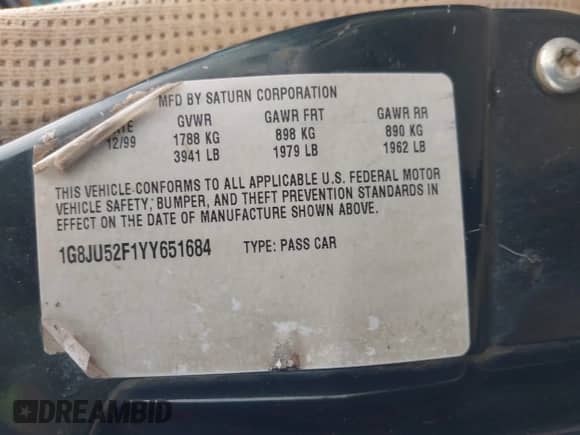 MFD BY SATURN CORPORATION
GVWR GAWR FRT GAWR RR
12/99 1788 KG 898 KG 890 KG
3941 LB 1979 LB 1962 LB
THIS VEHICLE CONFORMS TO ALL APPLICABLE U.S. FEDERAL MOTOR
VEHICLE SAFETY, BUMPER, AND THEFT PREVENTION STANDARDS IN
EFFECT ON THE DATE OF MANUFACTURE SHOWN ABOVE.
1G8JU52F1YY651684 TYPE: PASS CAR
DREAMBID